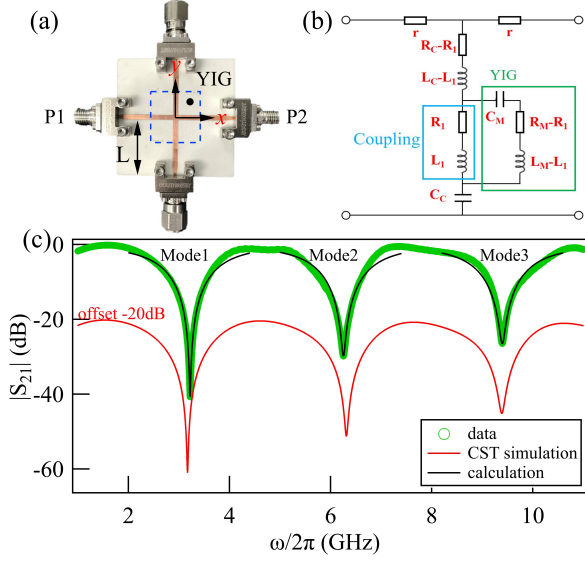 (a)
y
YIG
P1
P2
x
L
(b)
r
r
R_C-R_1
L_C-L_1
YIG
C_M
R_1
R_M-R_1
Coupling
L_1
L_M-L_1
C_C
(c)
0
Mode1
Mode2
Mode3
offset -20dB
-20
-40
-60
|S_21| (dB)
data
CST simulation
calculation
2
4
6
8
10
ω/2π (GHz)